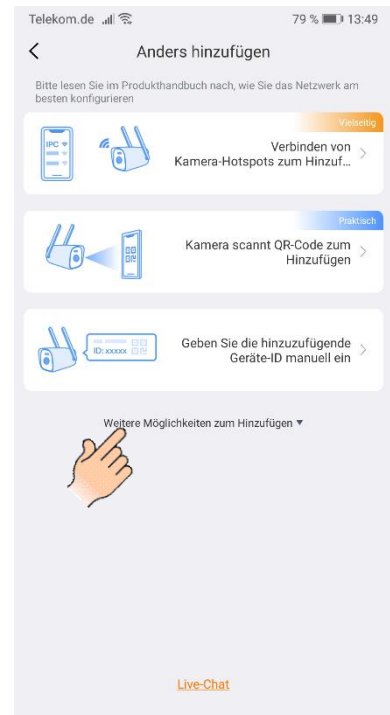 Telekom.de 79 % 13:49
Anders hinzufügen
Bitte lesen Sie im Produkthandbuch nach, wie Sie das Netzwerk am
besten konfigurieren
Vielseitig
IPC
Verbinden von
Kamera-Hotspots zum Hinzuf...
Praktisch
Kamera scannt QR-Code zum
Hinzufügen
ID: xxxxx
Geben Sie die hinzuzufügende
Geräte-ID manuell ein
Weitere Möglichkeiten zum Hinzufügen ▼
Live-Chat